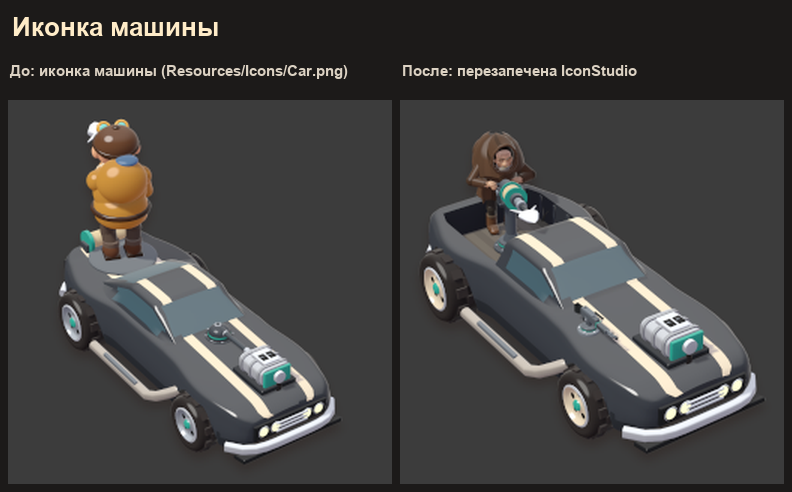 Иконка машины
До: иконка машины (Resources/Icons/Car.png)
После: перезапечена IconStudio